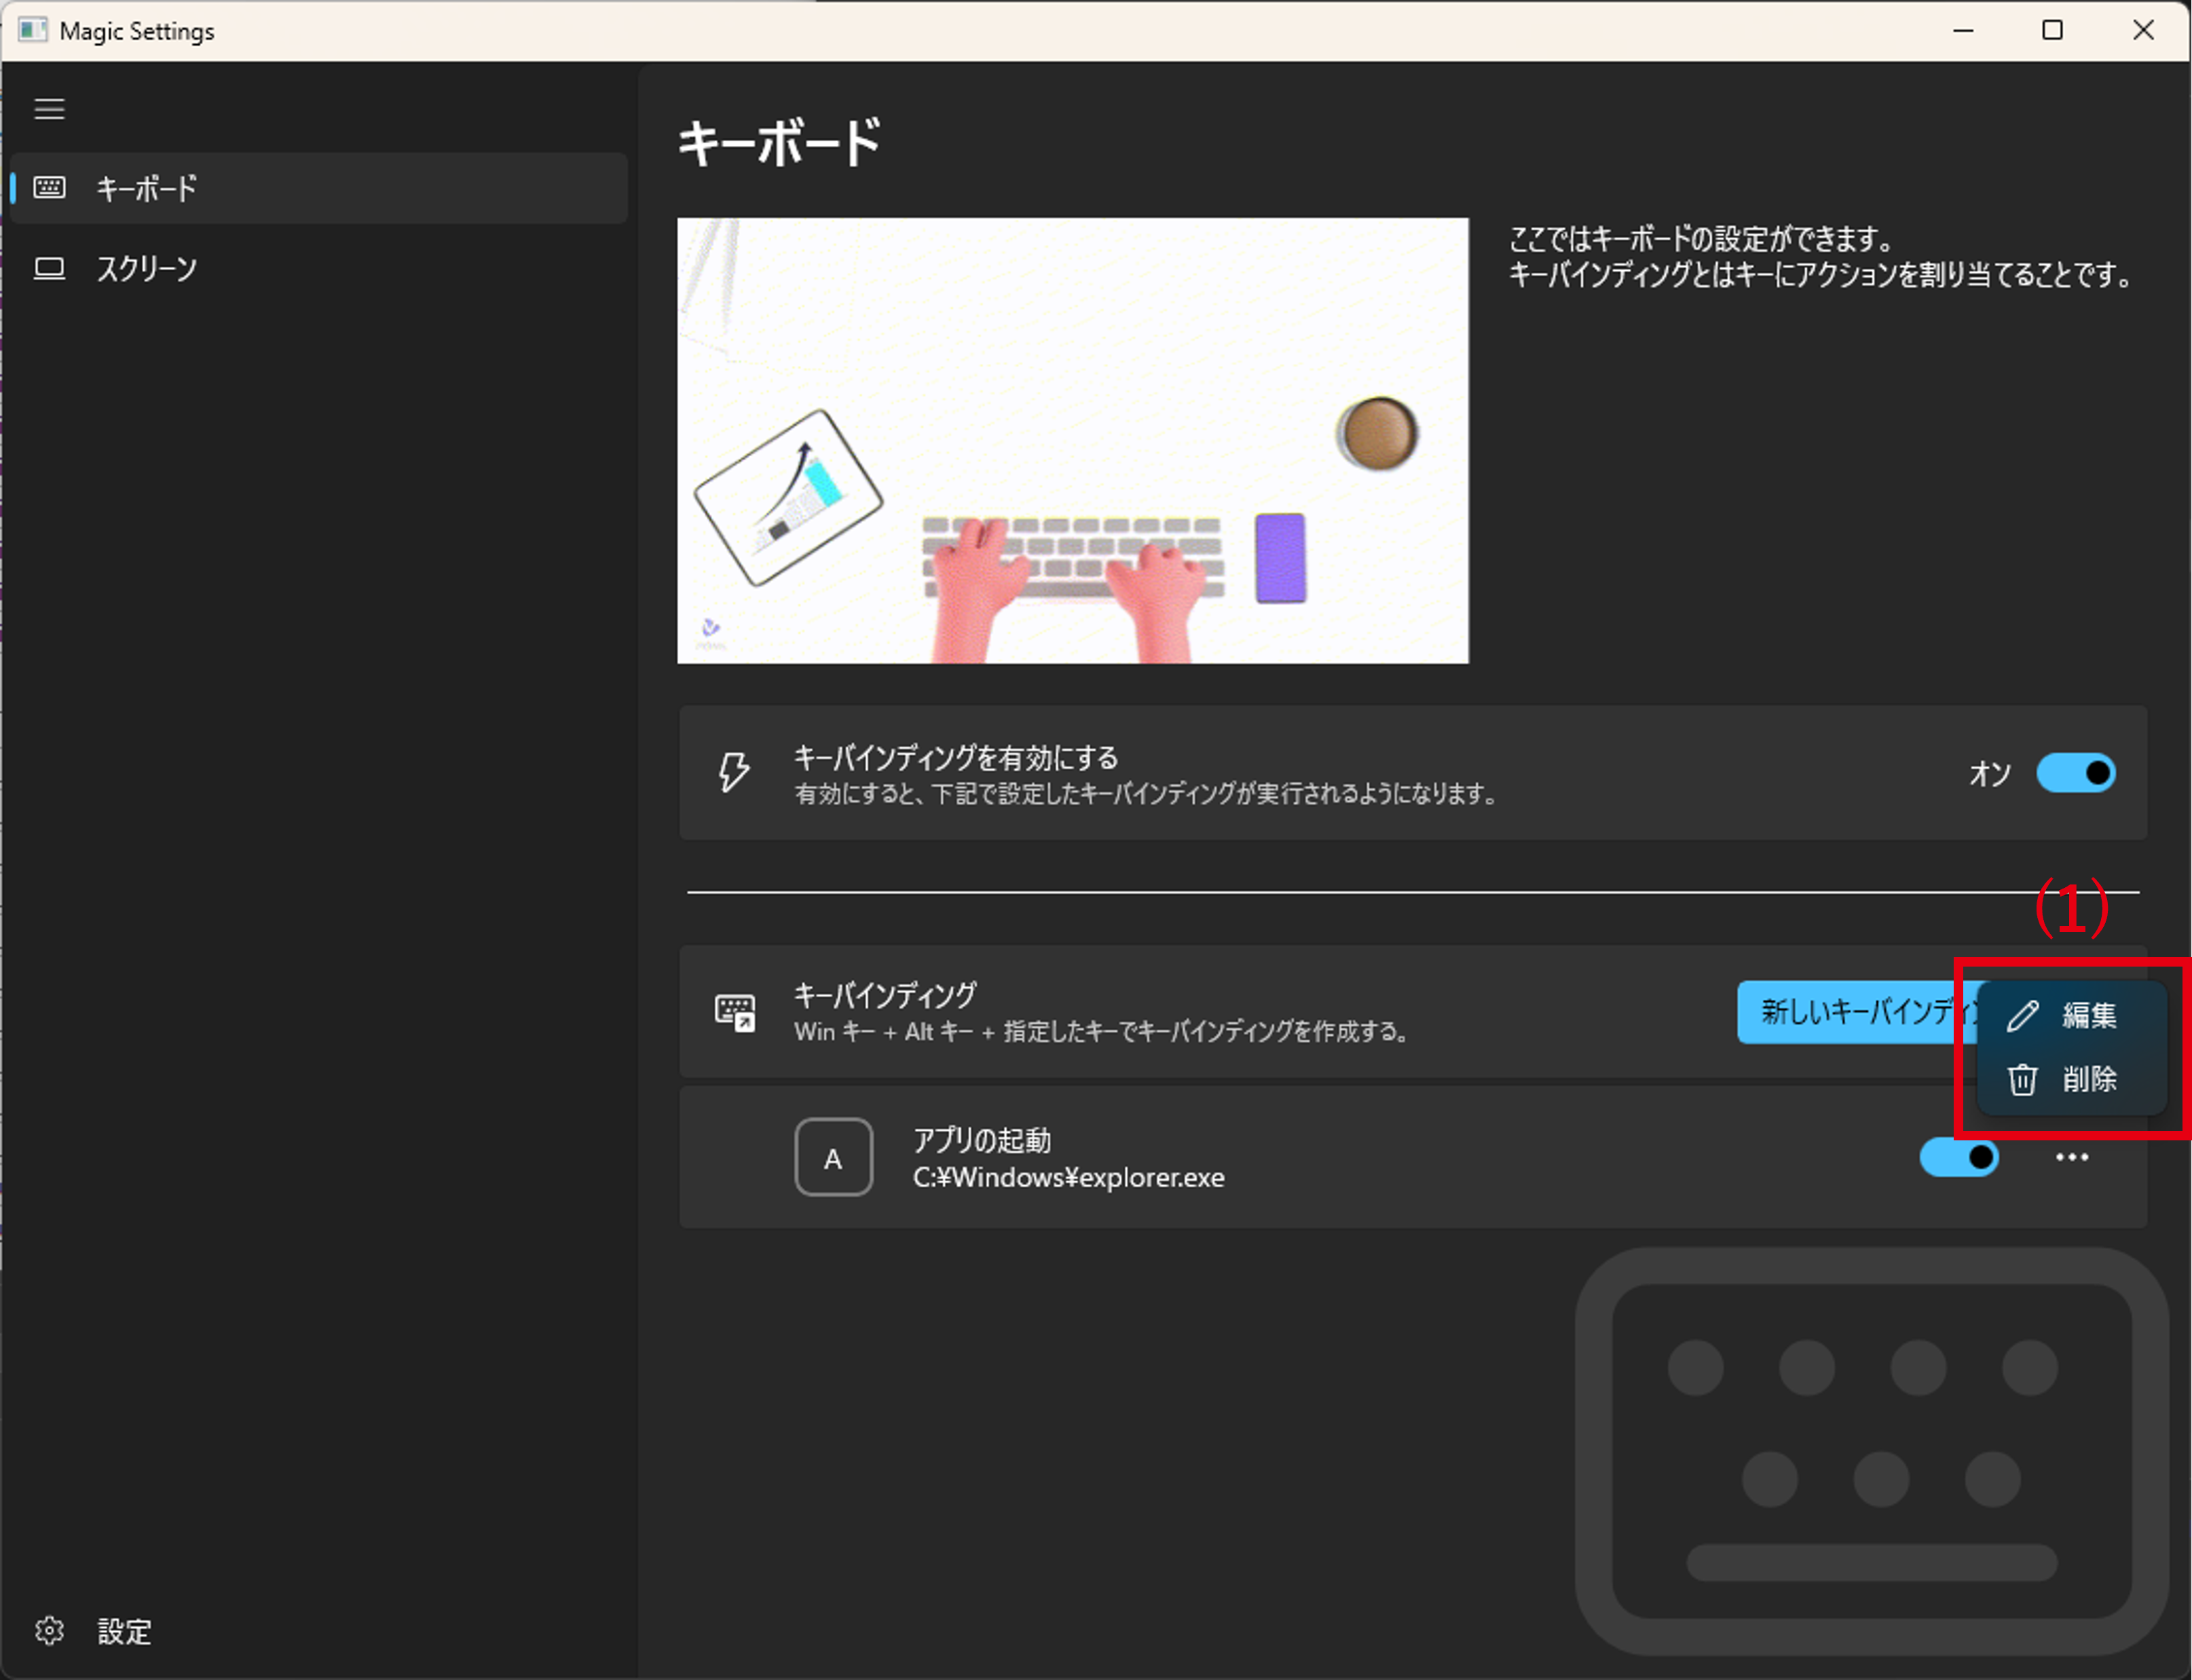 Magic Settings
キーボード
スクリーン
設定
キーボード
ここではキーボードの設定ができます。
キーバインディングとはキーにアクションを割り当てることです。
キーバインディングを有効にする
有効にすると、下記で設定したキーバインディングが実行されるようになります。
オン
(1)
キーバインディング
Win キー + Alt キー + 指定したキーでキーバインディングを作成する。
新しいキーバインディ
編集
削除
A
アプリの起動
C:¥Windows¥explorer.exe